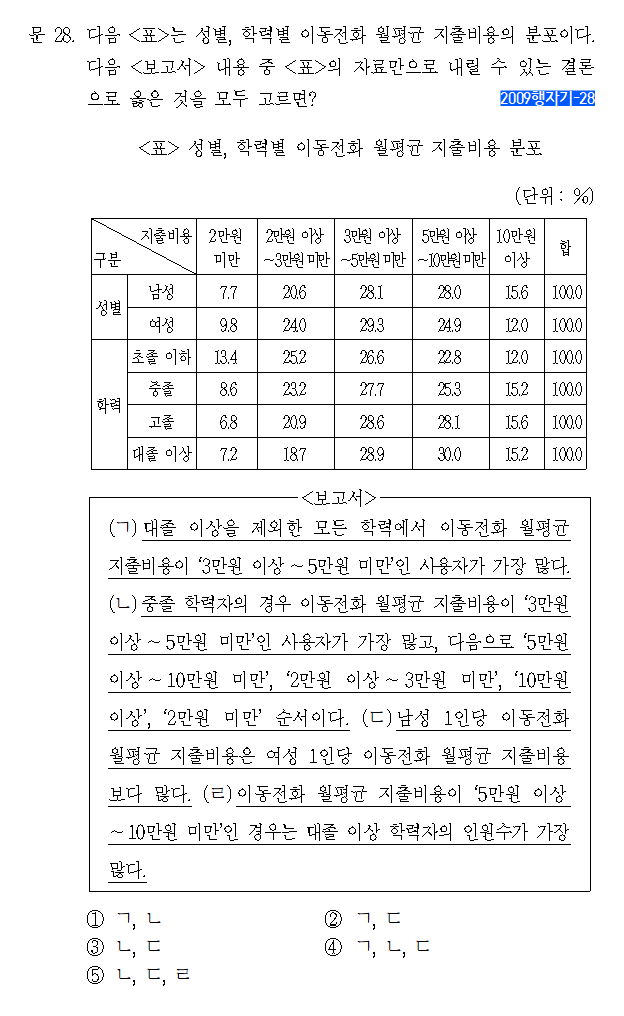 문 28. 다음 <표>는 성별, 학력별 이동전화 월평균 지출비용의 분포이다.
다음 <보고서> 내용 중 <표>의 자료만으로 내릴 수 있는 결론
으로 옳은 것을 모두 고르면?
2009행자기-28
<표> 성별, 학력별 이동전화 월평균 지출비용 분포
(단위 : %)
지출비용 2만원 2만원 이상 3만원 이상 5만원 이상 10만원 합
구분 미만 ~3만원 미만 ~5만원 미만 ~10만원 미만 이상
성별 남성 7.7 20.6 28.1 28.0 15.6 100.0
여성 9.8 24.0 29.3 24.9 12.0 100.0
학력 초졸 이하 13.4 25.2 26.6 22.8 12.0 100.0
중졸 8.6 23.2 27.7 25.3 15.2 100.0
고졸 6.8 20.9 28.6 28.1 15.6 100.0
대졸 이상 7.2 18.7 28.9 30.0 15.2 100.0
<보고서>
(ㄱ) 대졸 이상을 제외한 모든 학력에서 이동전화 월평균
지출비용이 ‘3만원 이상 ~ 5만원 미만’인 사용자가 가장 많다.
(ㄴ) 중졸 학력자의 경우 이동전화 월평균 지출비용이 ‘3만원
이상 ~ 5만원 미만’인 사용자가 가장 많고, 다음으로 ‘5만원
이상 ~ 10만원 미만’, ‘2만원 이상 ~ 3만원 미만’, ‘10만원
이상’, ‘2만원 미만’ 순서이다. (ㄷ) 남성 1인당 이동전화
월평균 지출비용은 여성 1인당 이동전화 월평균 지출비용
보다 많다. (ㄹ) 이동전화 월평균 지출비용이 ‘5만원 이상
~ 10만원 미만’인 경우는 대졸 이상 학력자의 인원수가 가장
많다.
① ㄱ, ㄴ ② ㄱ, ㄷ
③ ㄴ, ㄷ ④ ㄱ, ㄴ, ㄷ
⑤ ㄴ, ㄷ, ㄹ